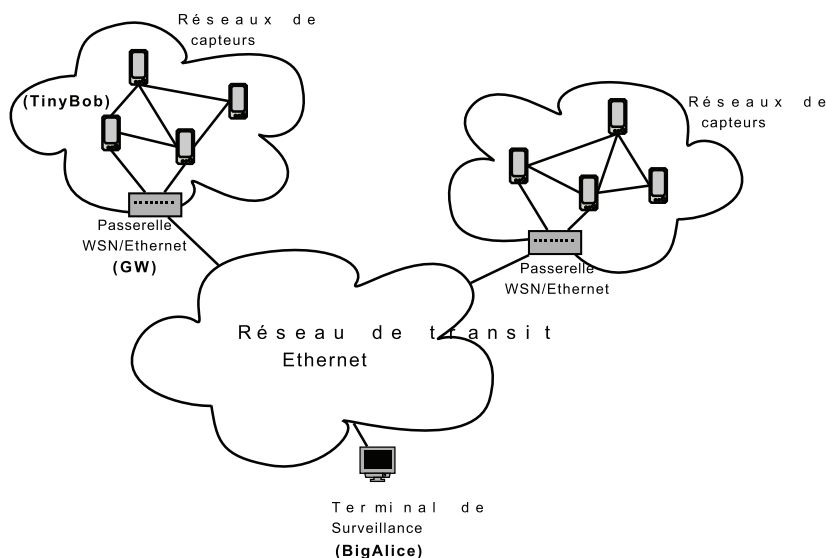 Réseaux de
capteurs
(TinyBob)
Passerelle
WSN/Ethernet
(GW)
Réseaux de
capteurs
Passerelle
WSN/Ethernet
Réseau de transit
Ethernet
Terminal de
Surveillance
(BigAlice)